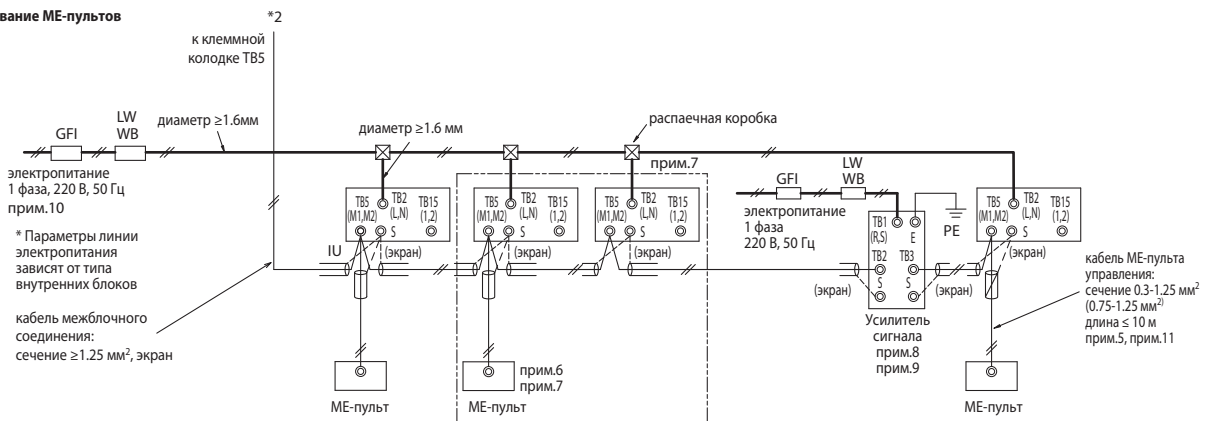 вание МЕ-пультов
*2
к клеммной
колодке TB5
GFI
LW
WB
диаметр ≥1.6мм
диаметр ≥1.6 мм
распаечная коробка
прим.7
электропитание
1 фаза, 220 В, 50 Гц
прим.10
* Параметры линии
электропитания
зависят от типа
внутренних блоков
кабель межблочного
соединения:
сечение ≥1.25 мм², экран
IU
TB5
(M1,M2)
TB2
(L,N)
TB15
(1,2)
S
(экран)
МЕ-пульт
TB5
(M1,M2)
TB2
(L,N)
TB15
(1,2)
S
(экран)
прим.6
прим.7
МЕ-пульт
TB5
(M1,M2)
TB2
(L,N)
TB15
(1,2)
S
(экран)
GFI
LW
WB
электропитание
1 фаза
220 В, 50 Гц
TB1
(R,S)
E
PE
TB2
TB3
S
S
(экран)
(экран)
Усилитель
сигнала
прим.8
прим.9
TB5
(M1,M2)
TB2
(L,N)
TB15
(1,2)
S
(экран)
МЕ-пульт
кабель МЕ-пульта
управления:
сечение 0.3-1.25 мм²
(0.75-1.25 мм²⁾
длина ≤ 10 м
прим.5, прим.11